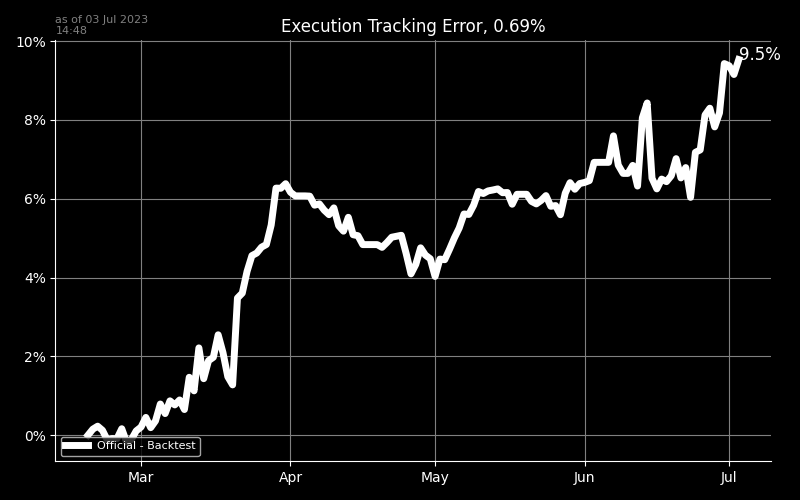 as of 03 Jul 2023
14:48
Execution Tracking Error, 0.69%
10%
9.5%
8%
6%
4%
2%
0%
Official - Backtest
Mar Apr May Jun Jul